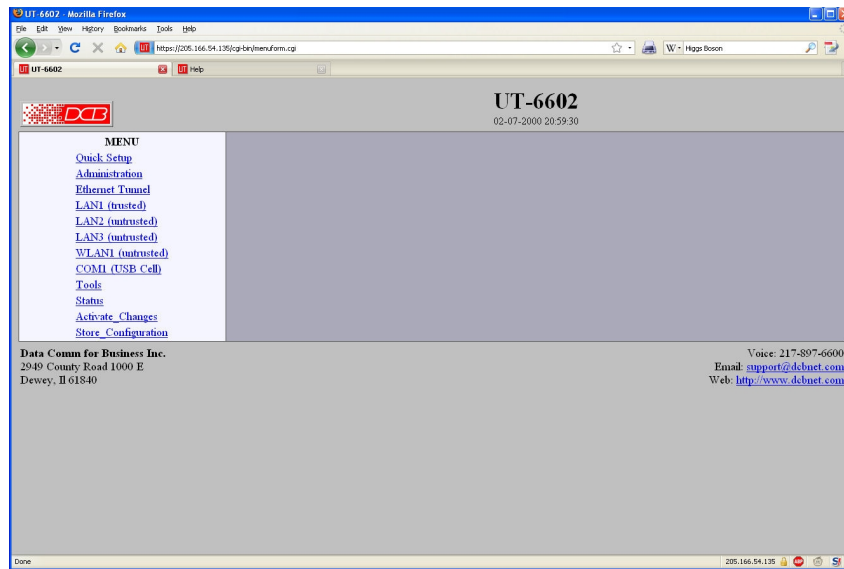 UT-6602 - Mozilla Firefox
File Edit View History Bookmarks Tools Help
UT https://205.166.54.135/cgi-bin/menuform.cgi W Higgs Boson
UT UT-6602 UT Help
DCB
UT-6602
02-07-2000 20:59:30
MENU
Quick Setup
Administration
Ethernet Tunnel
LAN1 (trusted)
LAN2 (untrusted)
LAN3 (untrusted)
WLAN1 (untrusted)
COM1 (USB Cell)
Tools
Status
Activate_Changes
Store_Configuration
Data Comm for Business Inc.
2949 County Road 1000 E
Dewey, Il 61840
Voice: 217-897-6600
Email: support@dcbnet.com
Web: http://www.dcbnet.com
Done 205.166.54.135 ABP